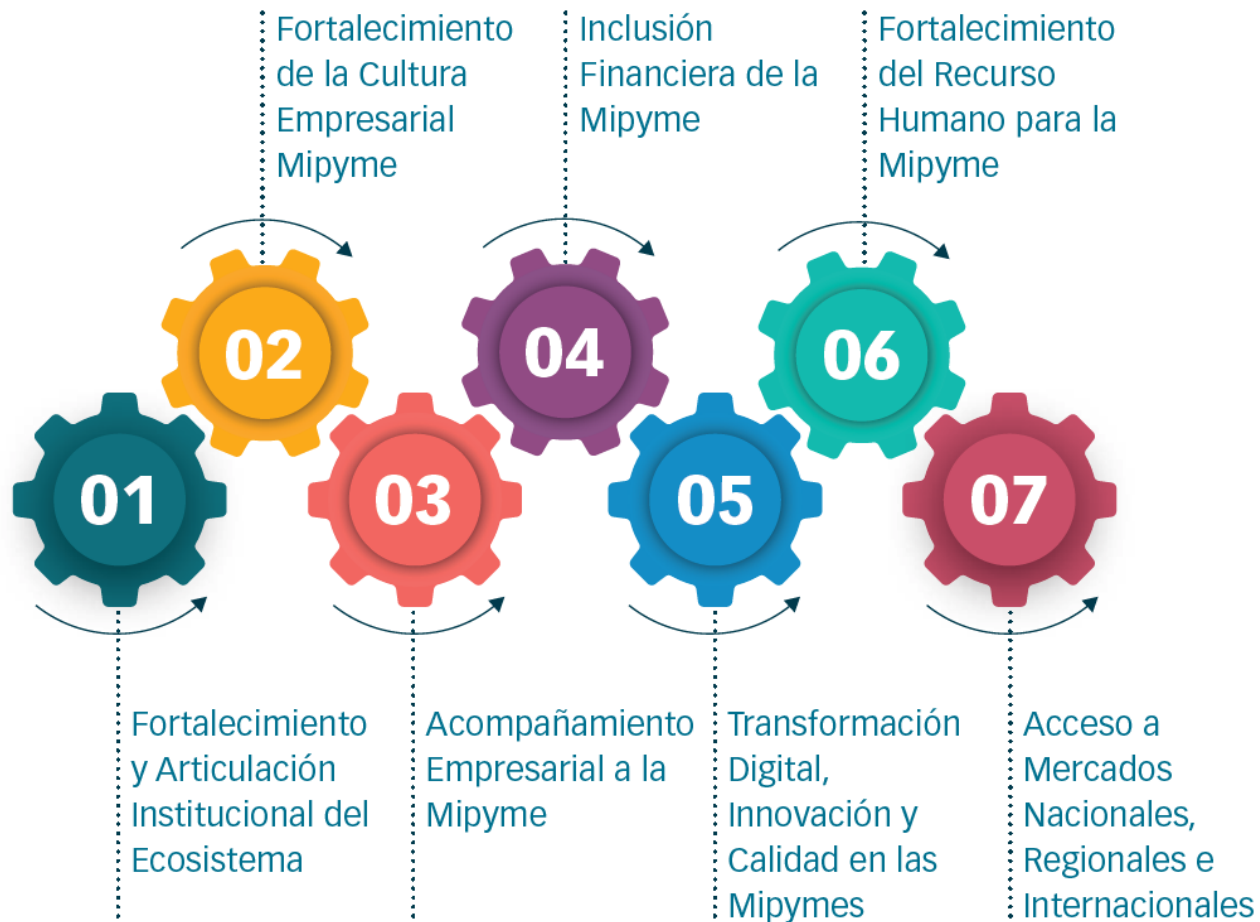 01
Fortalecimiento
y Articulación
Institucional del
Ecosistema
02
Fortalecimiento
de la Cultura
Empresarial
Mipyme
03
Acompañamiento
Empresarial a la
Mipyme
04
Inclusión
Financiera de la
Mipyme
05
Transformación
Digital,
Innovación y
Calidad en las
Mipymes
06
Fortalecimiento
del Recurso
Humano para la
Mipyme
07
Acceso a
Mercados
Nacionales,
Regionales e
Internacionales